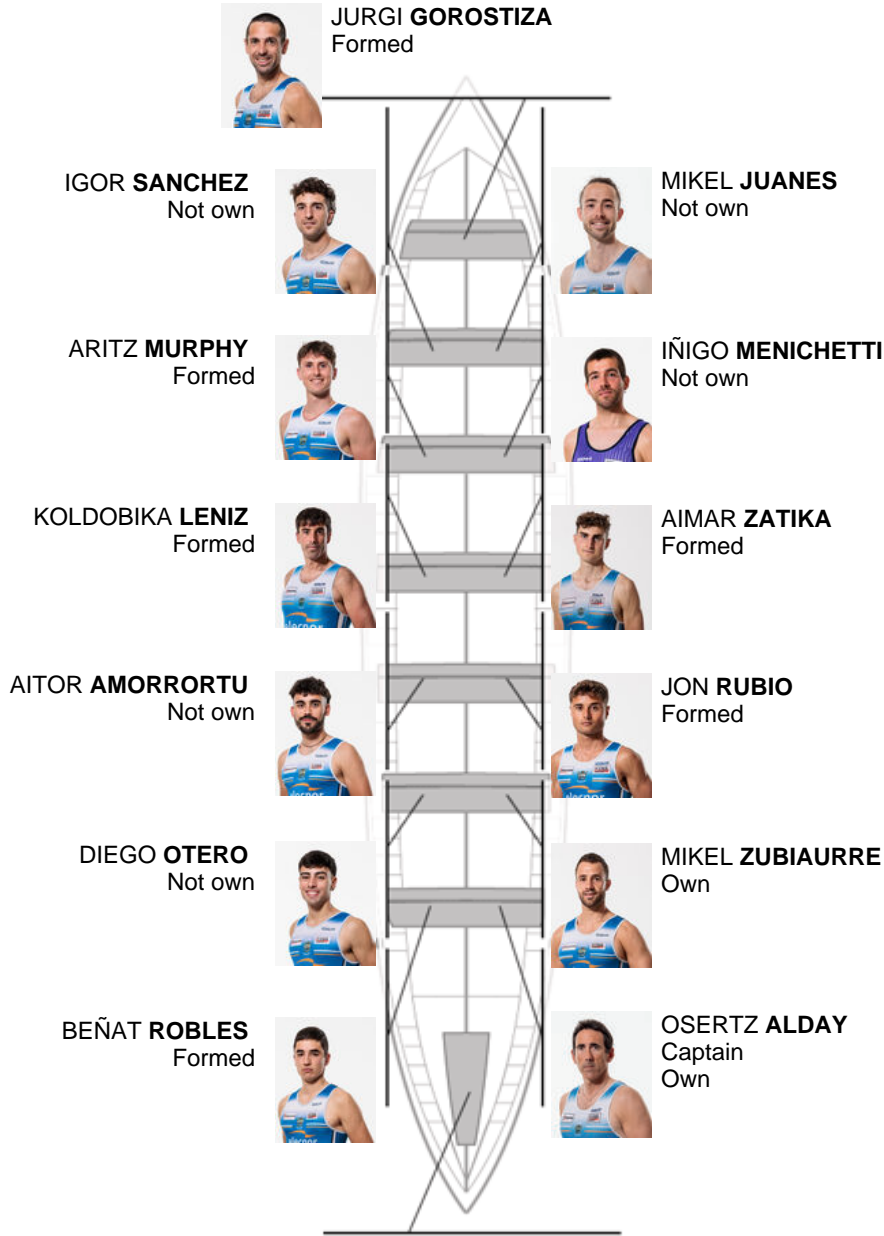 JURGI GOROSTIZA
Formed
IGOR SANCHEZ
Not own
MIKEL JUANES
Not own
ARITZ MURPHY
Formed
IÑIGO MENICHETTI
Not own
KOLDOBIKA LENIZ
Formed
AIMAR ZATIKA
Formed
AITOR AMORRORTU
Not own
JON RUBIO
Formed
DIEGO OTERO
Not own
MIKEL ZUBIAURRE
Own
BEÑAT ROBLES
Formed
OSERTZ ALDAY
Captain
Own